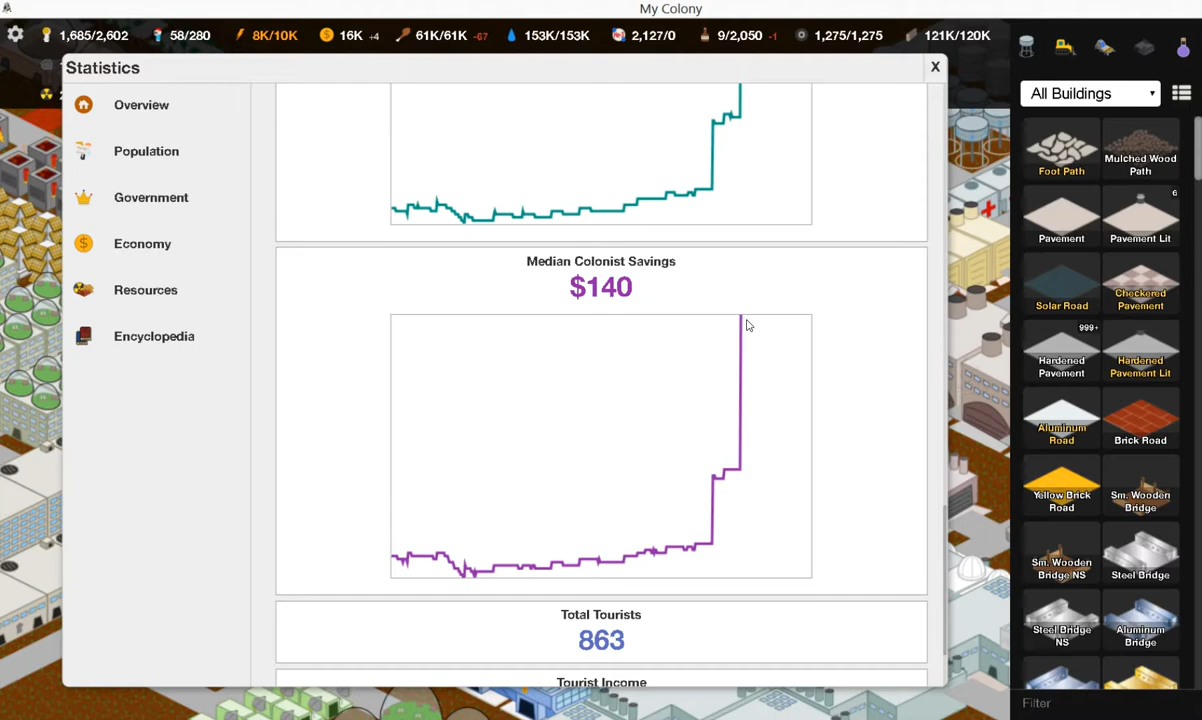 My Colony
1,685/2,602 58/280 8K/10K 16K +4 61K/61K -67 153K/153K 2,127/0 9/2,050 -1 1,275/1,275 121K/120K
Statistics X
Overview
Population
Government
Economy
Resources
Encyclopedia
Median Colonist Savings
$140
Total Tourists
863
Tourist Income
All Buildings
Foot Path
Mulched Wood
Path
6
Pavement
Pavement Lit
Solar Road
Checkered
Pavement
999+
Hardened
Pavement
Hardened
Pavement Lit
Aluminum
Road
Brick Road
Yellow Brick
Road
Sm. Wooden
Bridge
Sm. Wooden
Bridge NS
Steel Bridge
Steel Bridge
NS
Aluminum
Bridge
Filter